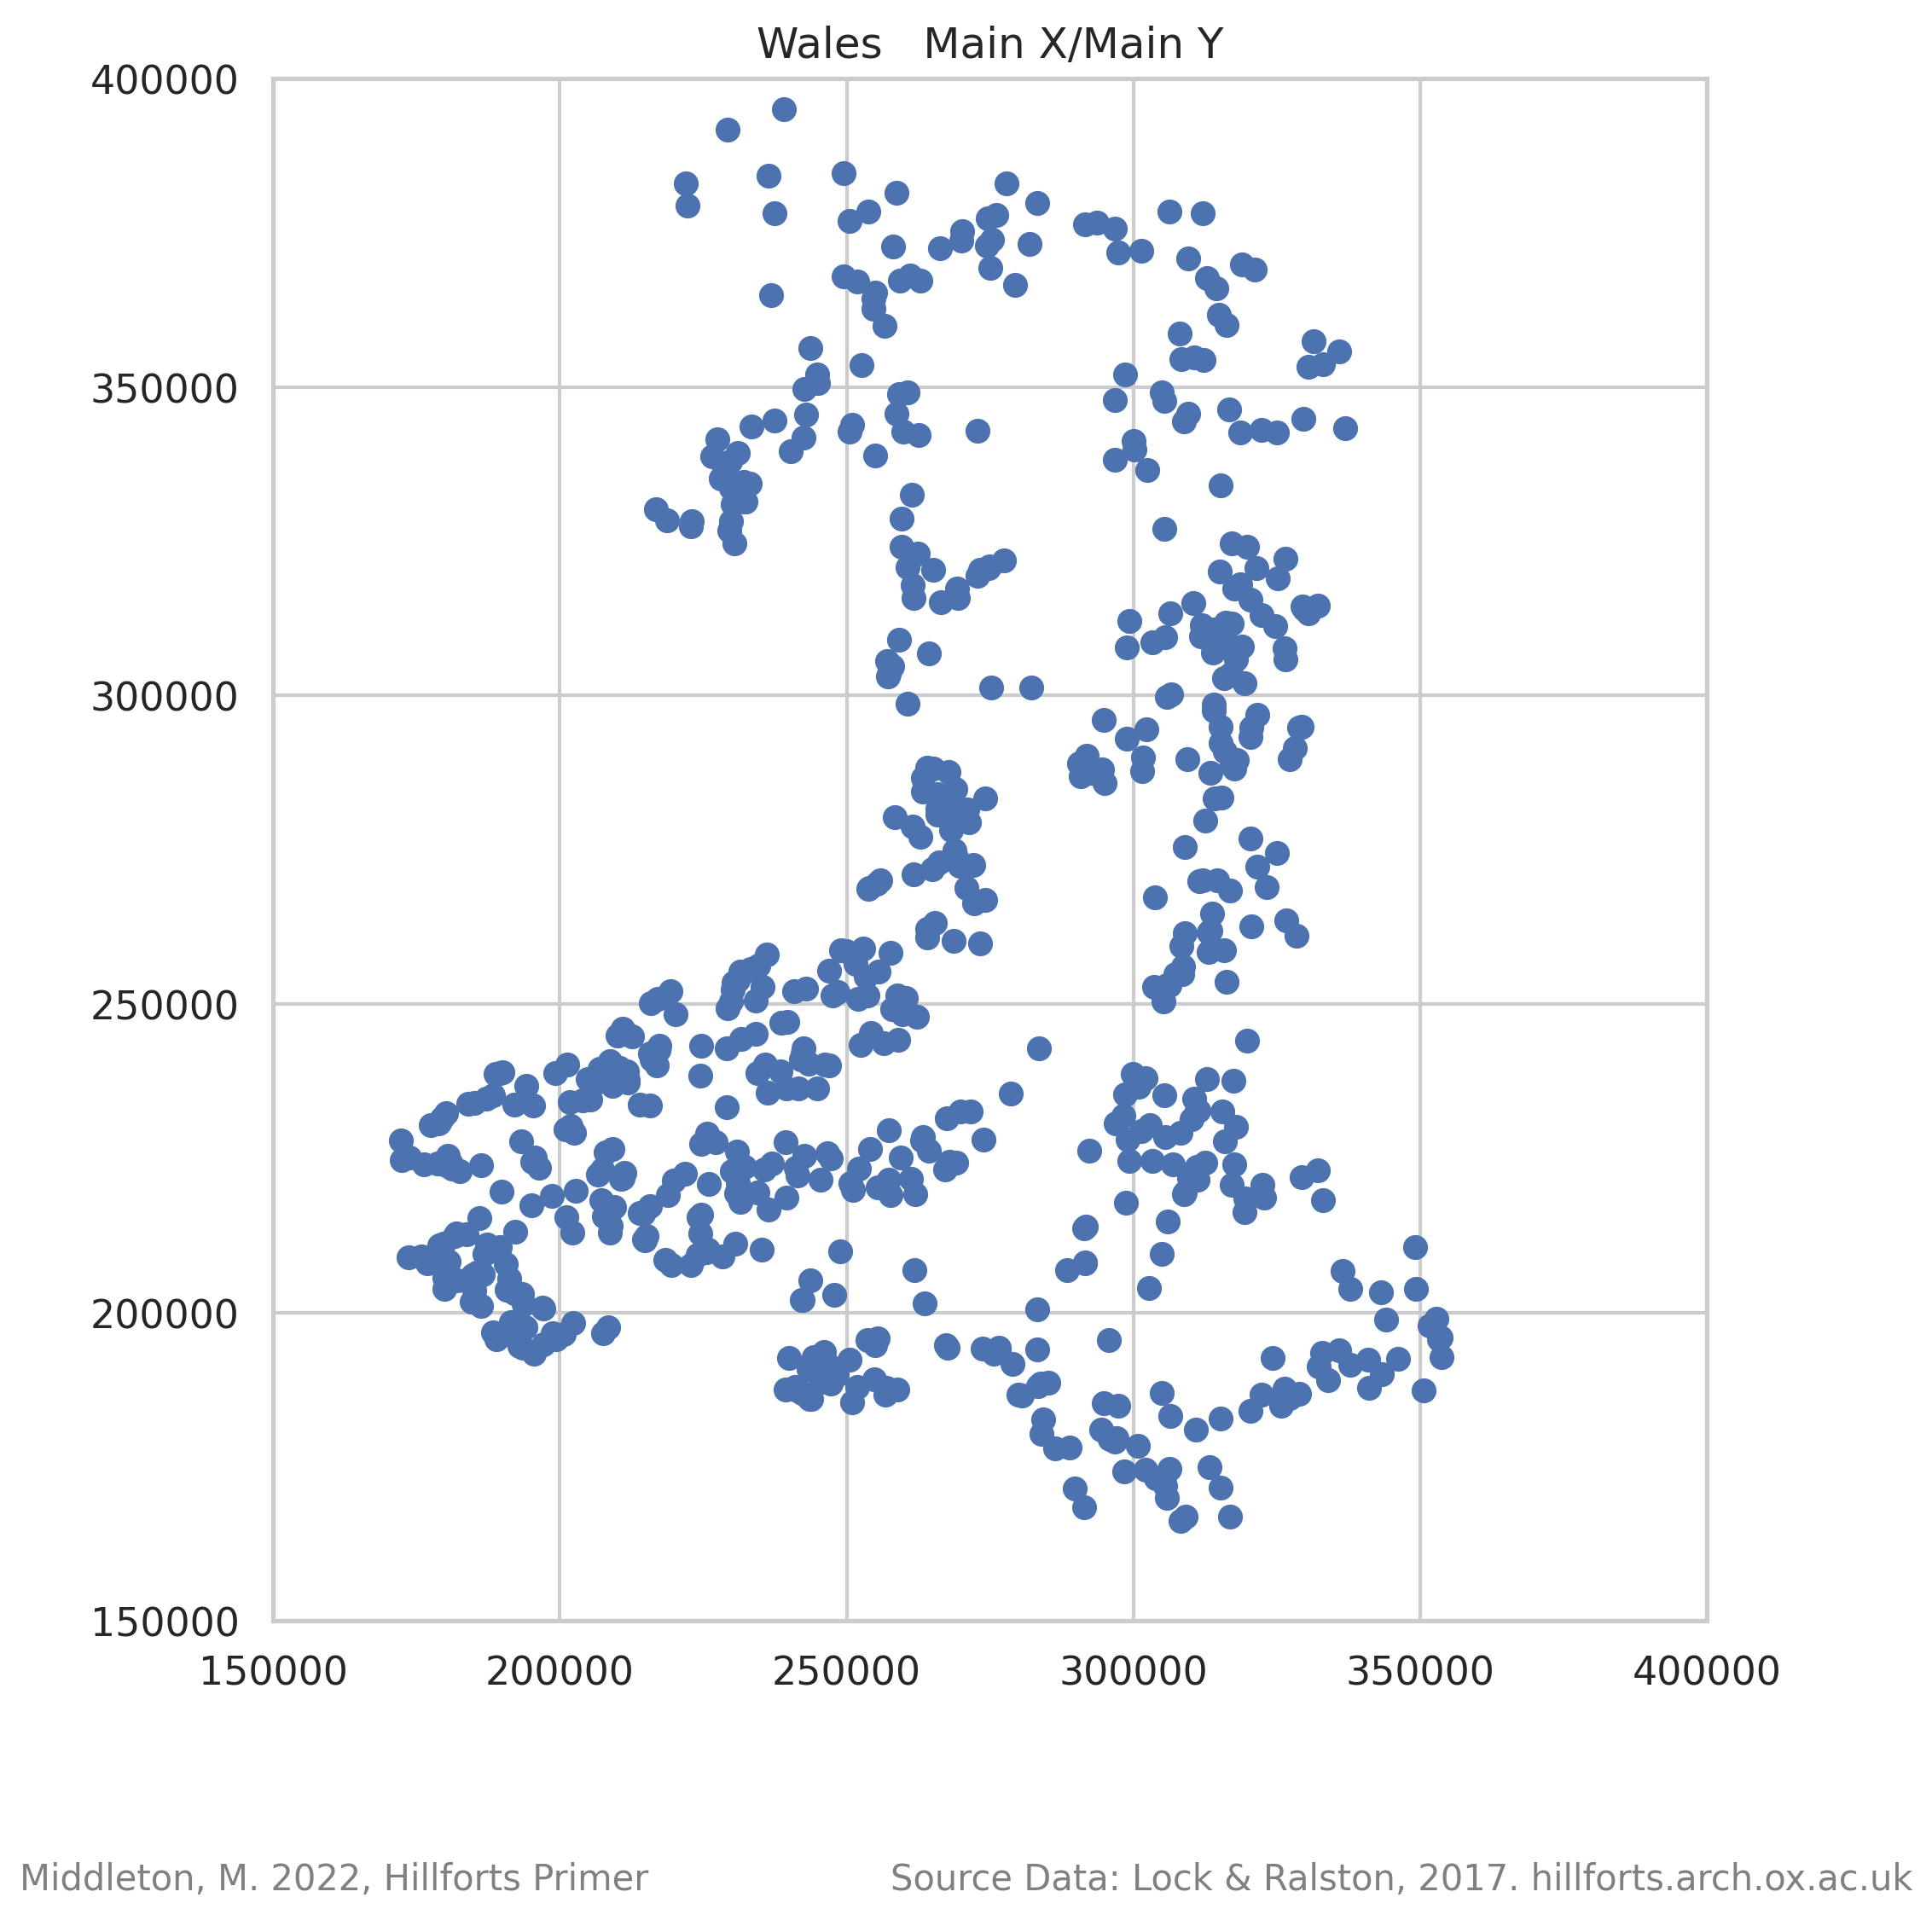 Wales   Main X/Main Y
400000
350000
300000
250000
200000
150000
150000 200000 250000 300000 350000 400000
Middleton, M. 2022, Hillforts Primer
Source Data: Lock & Ralston, 2017. hillforts.arch.ox.ac.uk